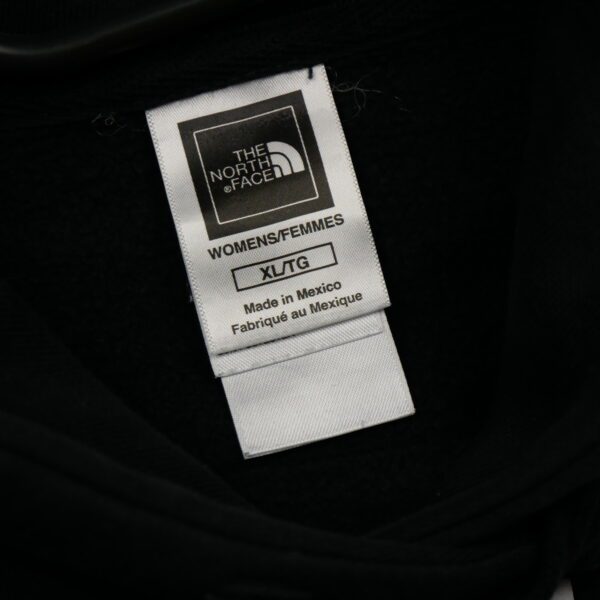 THE
NORTH
®FACE
WOMENS/FEMMES
XL/TG
Made in Mexico
Fabriqué au Mexique